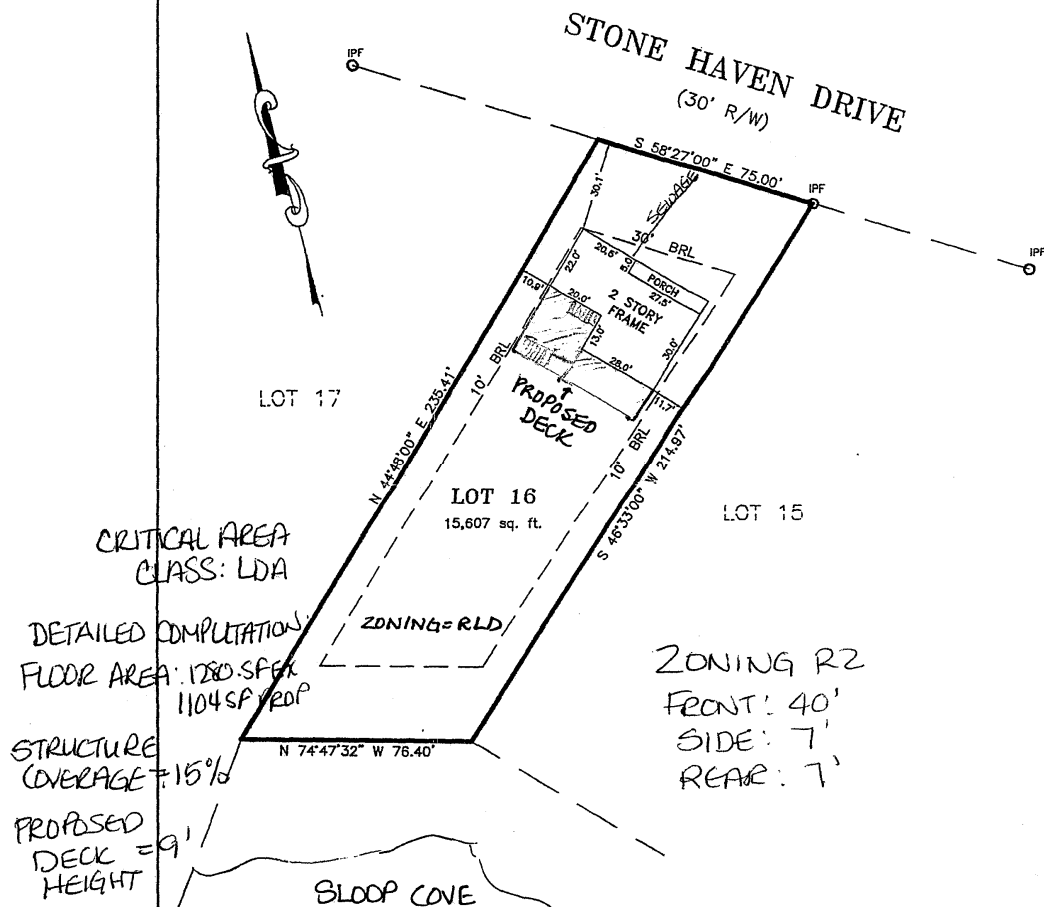 STONE HAVEN DRIVE
(30' R/W)
IPF
S 58°27'00" E 75.00'
IPF
IPF
30.1'
SEWAGE
30'
BRL
20.5'
5.0
PORCH
27.5'
22.0'
2 STORY
FRAME
10.9'
20.0'
13.0'
30.0'
28.0'
11.7'
10' BRL
PROPOSED
DECK
10' BRL
N 44°48'00" E 235.41'
S 46°33'00" W 214.97'
LOT 17
LOT 16
15,607 sq. ft.
LOT 15
CRITICAL AREA
CLASS: LDA
DETAILED COMPUTATION:
FLOOR AREA: 1280.SF EX
1104 SF PROP
ZONING=RLD
STRUCTURE
COVERAGE = 15%
PROPOSED
DECK = 9'
HEIGHT
ZONING R2
FRONT: 40'
SIDE: 7'
REAR: 7'
N 74°47'32" W 76.40'
SLOOP COVE